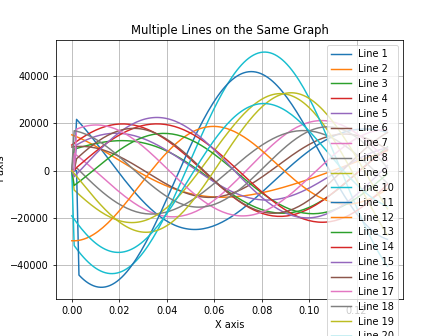 Multiple Lines on the Same Graph
40000
20000
0
−20000
−40000
0.00
0.02
0.04
0.06
0.08
0.10
X axis
axis
Line 1
Line 2
Line 3
Line 4
Line 5
Line 6
Line 7
Line 8
Line 9
Line 10
Line 11
Line 12
Line 13
Line 14
Line 15
Line 16
Line 17
Line 18
Line 19
Line 20